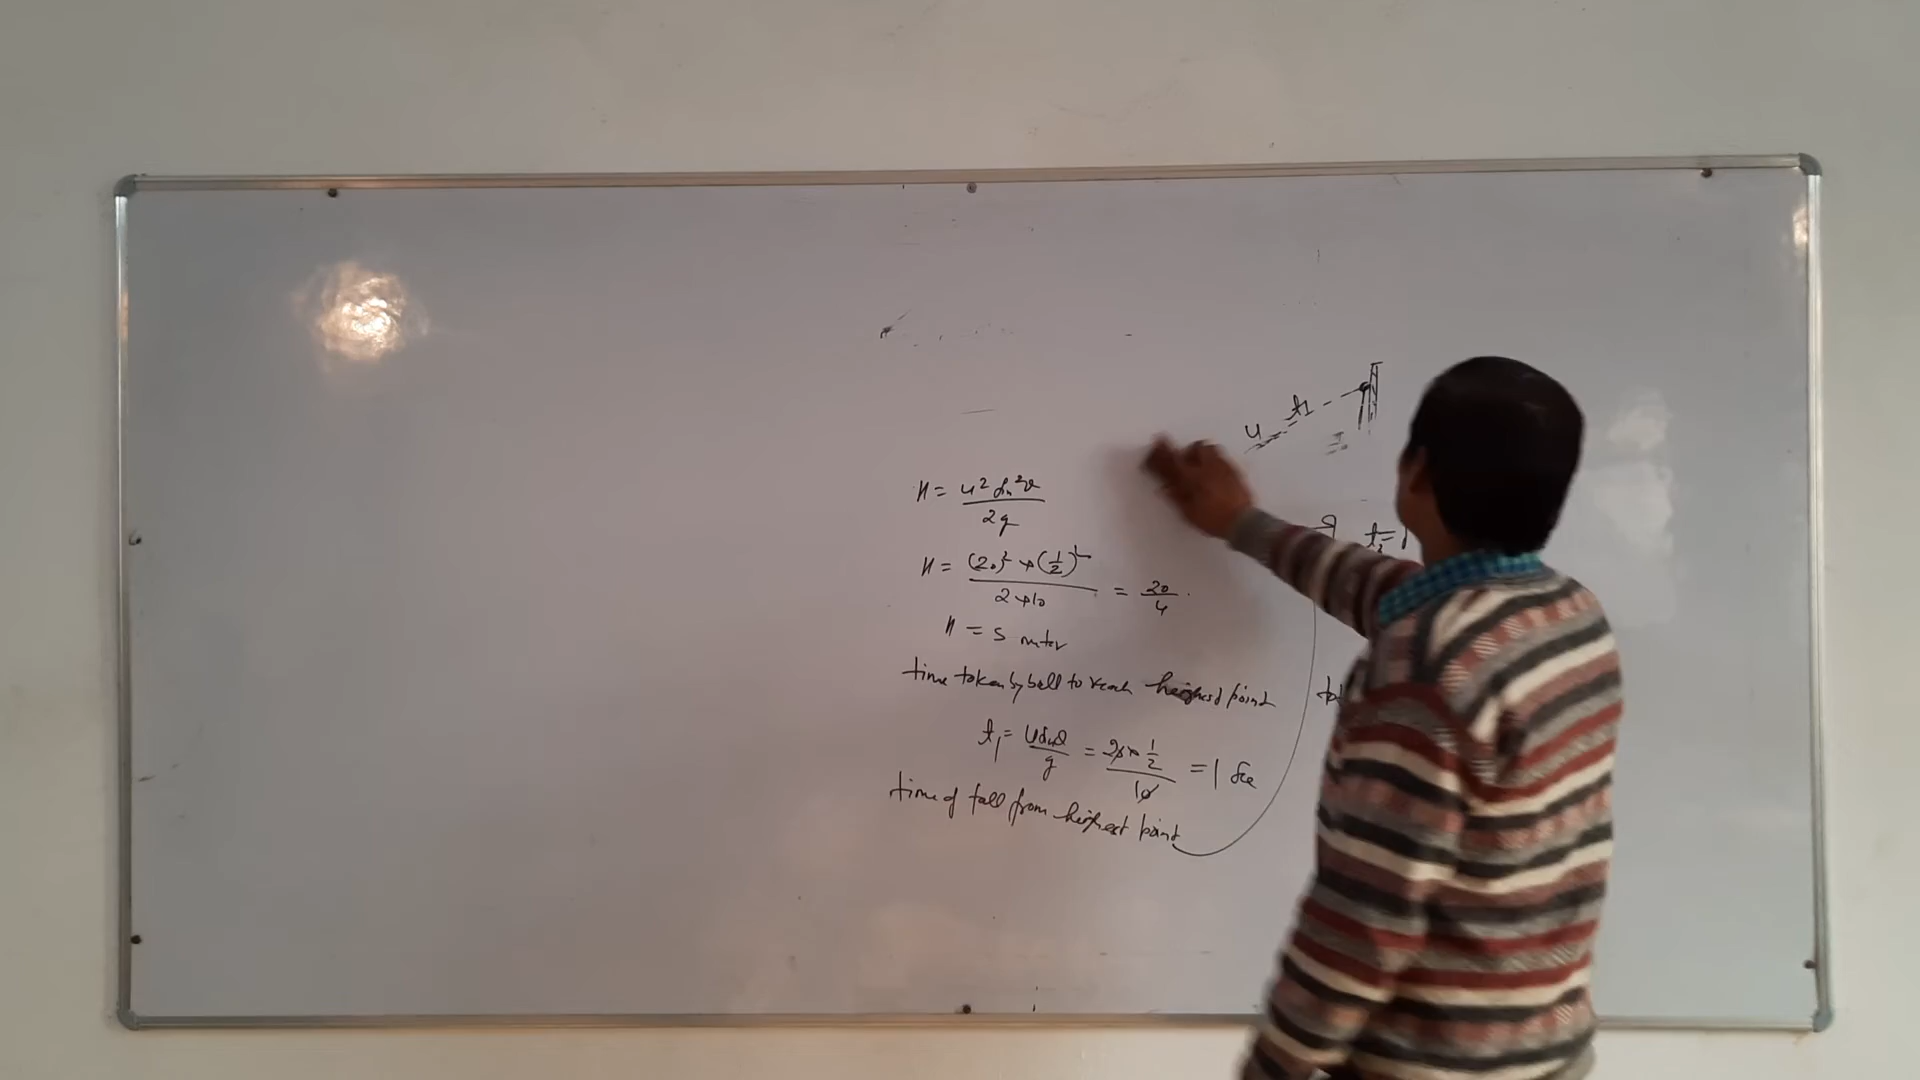 u t1
H = u² sin²θ / 2g
H = (20)² × (1/2)² / 2×10 = 20/4
H = 5 meter
time taken by ball to reach highest point
t1 = u sinθ / g = 20 × 1/2 / 10 = 1 sec
time of fall from highest point
t2 =